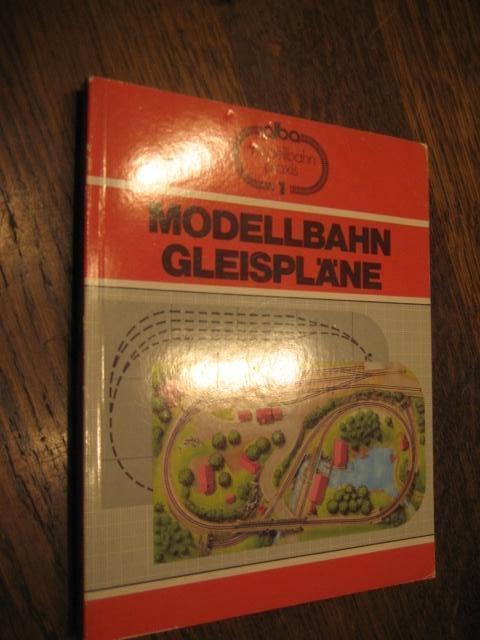 alba
modellbahn
praxis
1
MODELLBAHN
GLEISPLÄNE